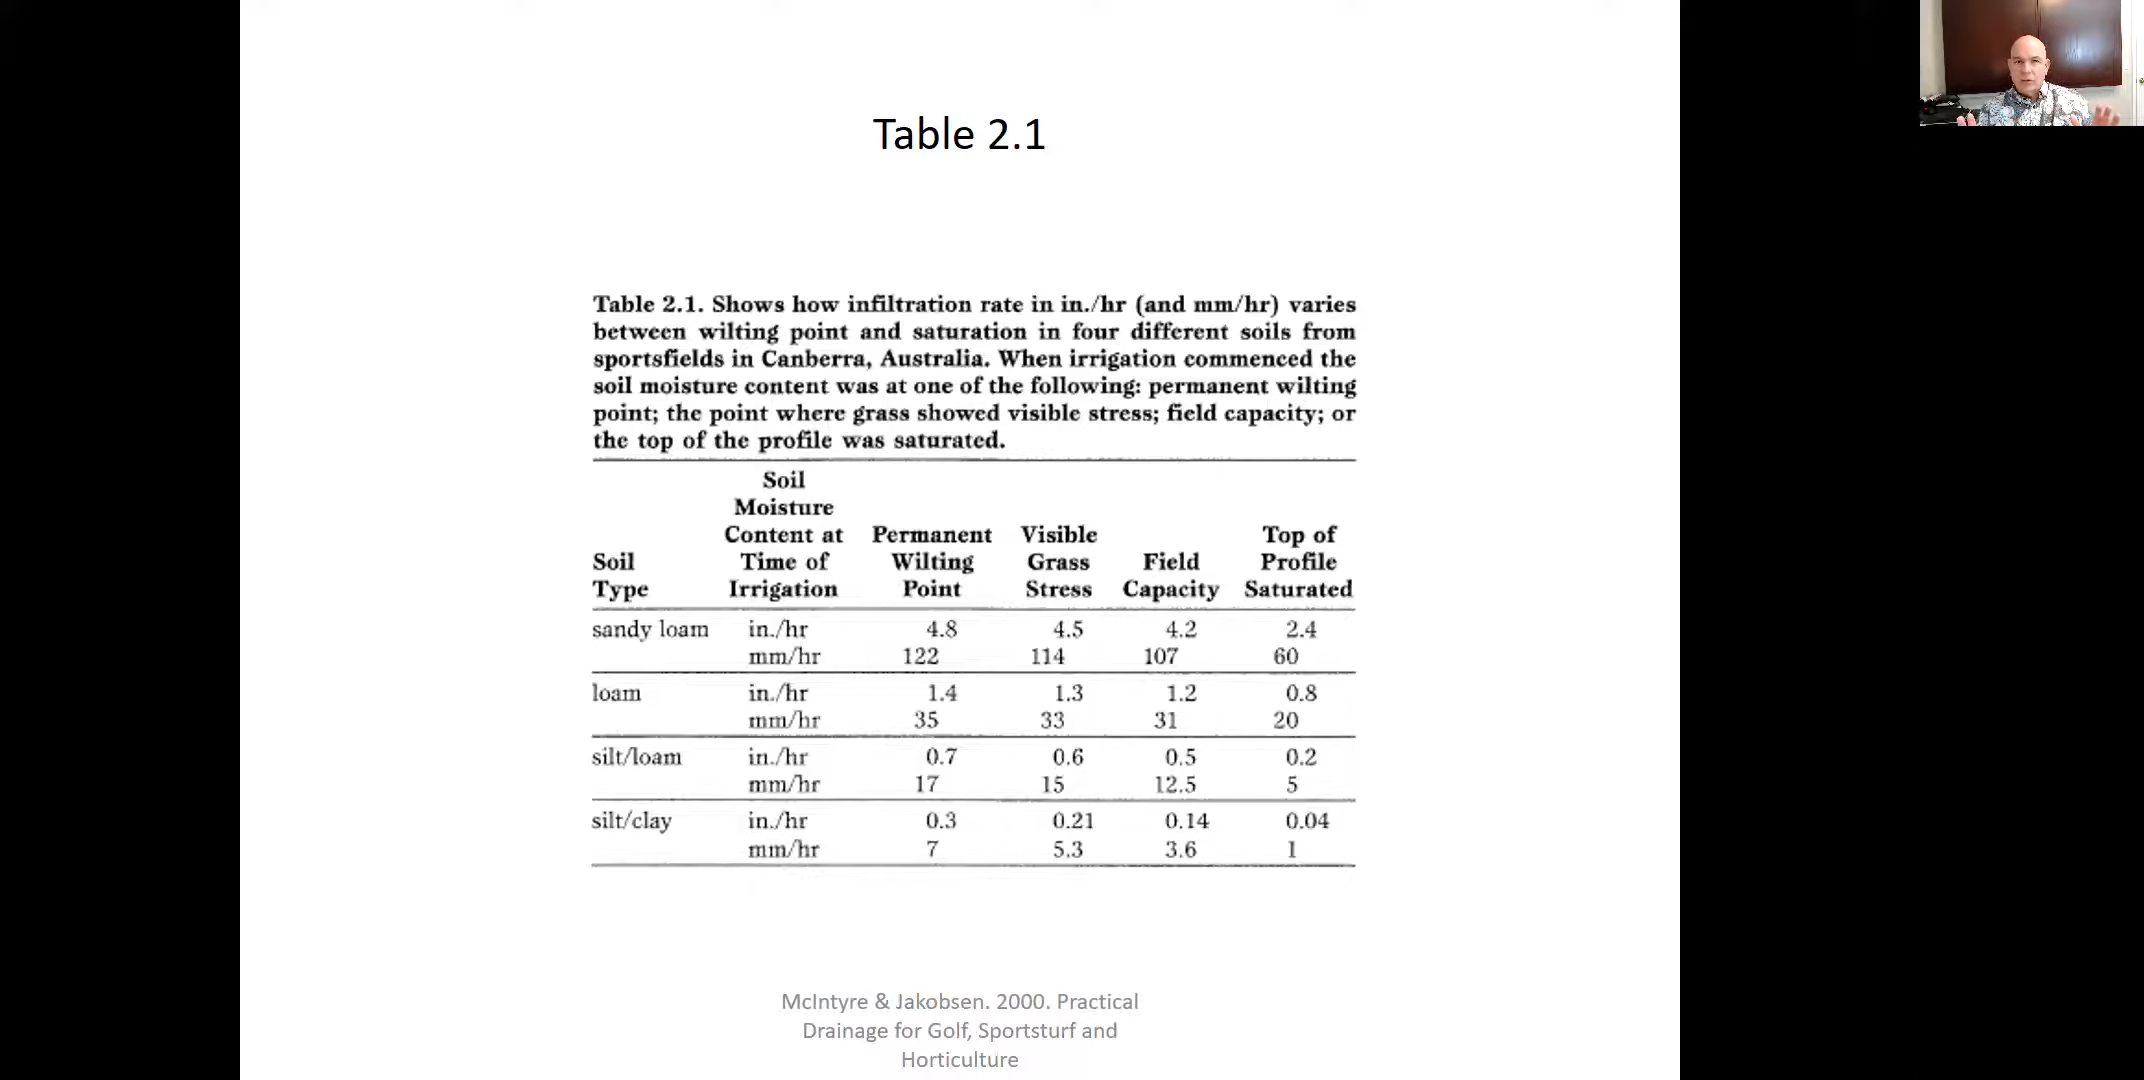 Table 2.1
Table 2.1. Shows how infiltration rate in in./hr (and mm/hr) varies
between wilting point and saturation in four different soils from
sportsfields in Canberra, Australia. When irrigation commenced the
soil moisture content was at one of the following: permanent wilting
point; the point where grass showed visible stress; field capacity; or
the top of the profile was saturated.
Soil
Moisture
Content at Permanent Visible Top of
Soil Time of Wilting Grass Field Profile
Type Irrigation Point Stress Capacity Saturated
sandy loam in./hr 4.8 4.5 4.2 2.4
mm/hr 122 114 107 60
loam in./hr 1.4 1.3 1.2 0.8
mm/hr 35 33 31 20
silt/loam in./hr 0.7 0.6 0.5 0.2
mm/hr 17 15 12.5 5
silt/clay in./hr 0.3 0.21 0.14 0.04
mm/hr 7 5.3 3.6 1
McIntyre & Jakobsen. 2000. Practical
Drainage for Golf, Sportsturf and
Horticulture